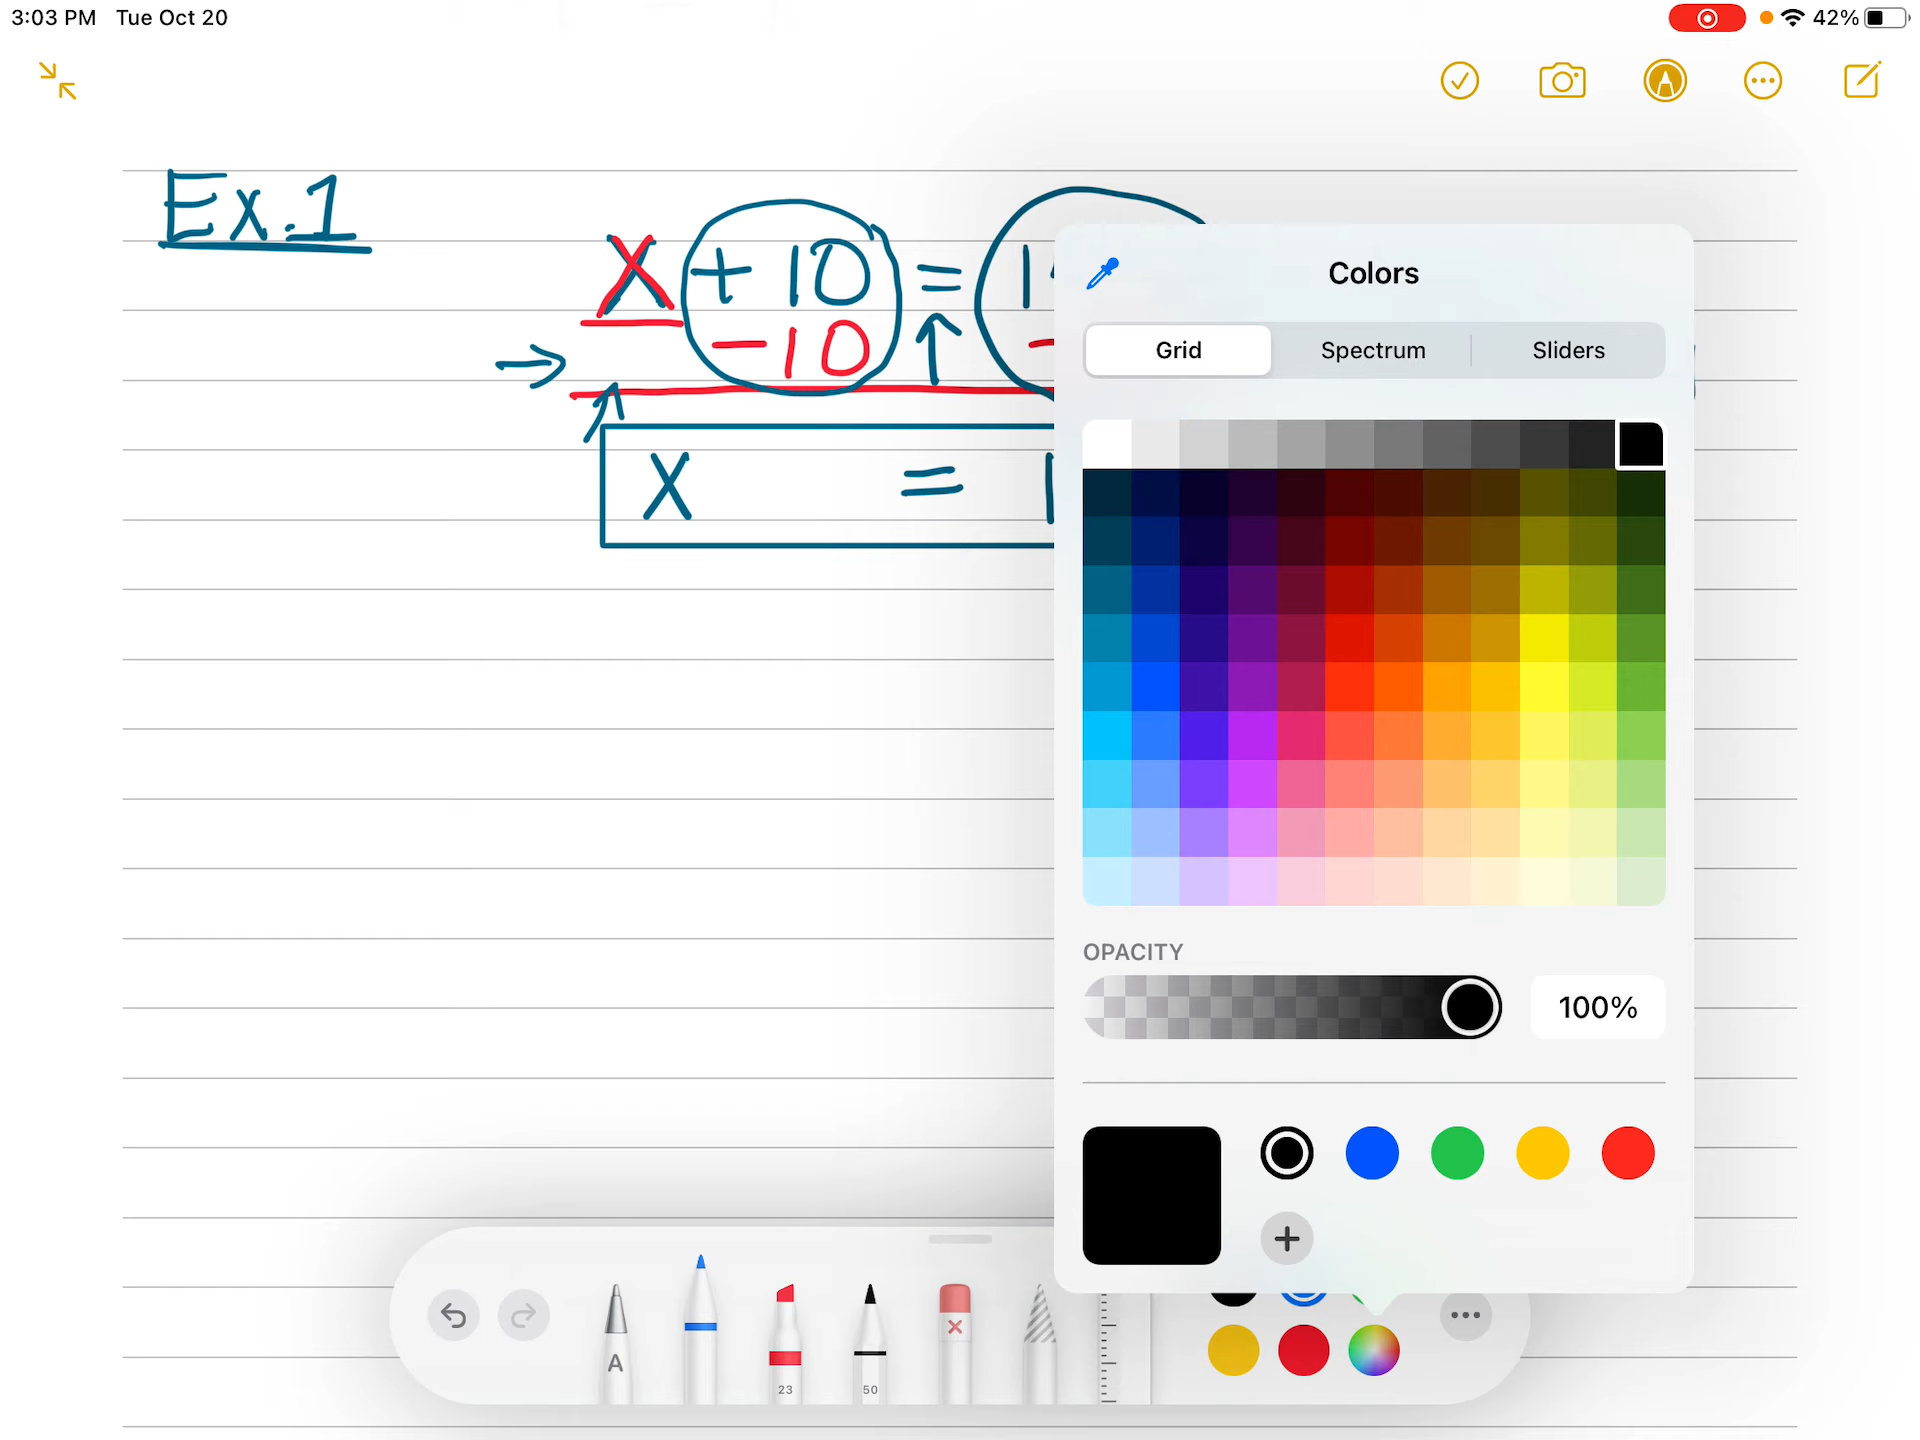 3:03 PM Tue Oct 20
42%
Ex.1
x + 10 = 1
- 10 -
x = 1
Colors
Grid Spectrum Sliders
OPACITY
100%
A
23
50